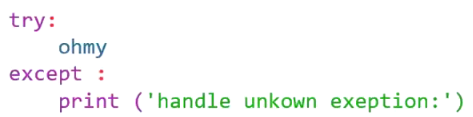 try:
    ohmy
except :
    print ('handle unkown exeption:')